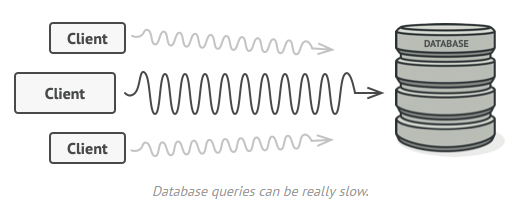 Client
DATABASE
Client
Client
Database queries can be really slow.